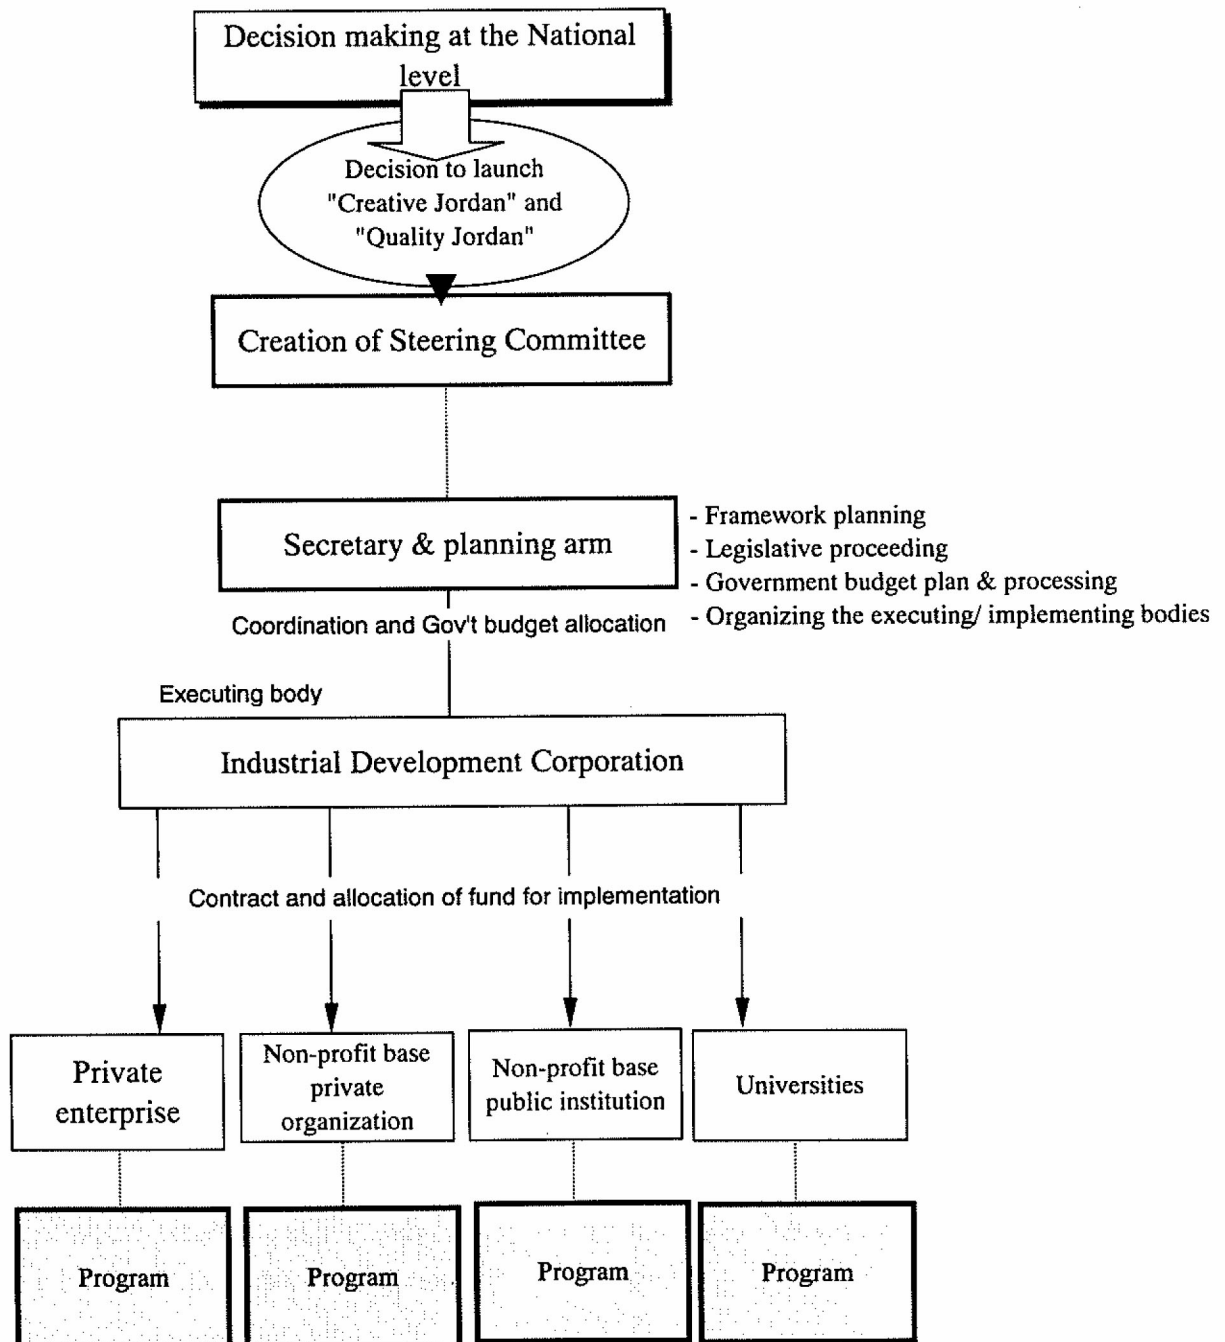 Decision making at the National
level
Decision to launch
"Creative Jordan" and
"Quality Jordan"
Creation of Steering Committee
Secretary & planning arm
- Framework planning
- Legislative proceeding
- Government budget plan & processing
- Organizing the executing/ implementing bodies
Coordination and Gov't budget allocation
Executing body
Industrial Development Corporation
Contract and allocation of fund for implementation
Private
enterprise
Non-profit base
private
organization
Non-profit base
public institution
Universities
Program
Program
Program
Program